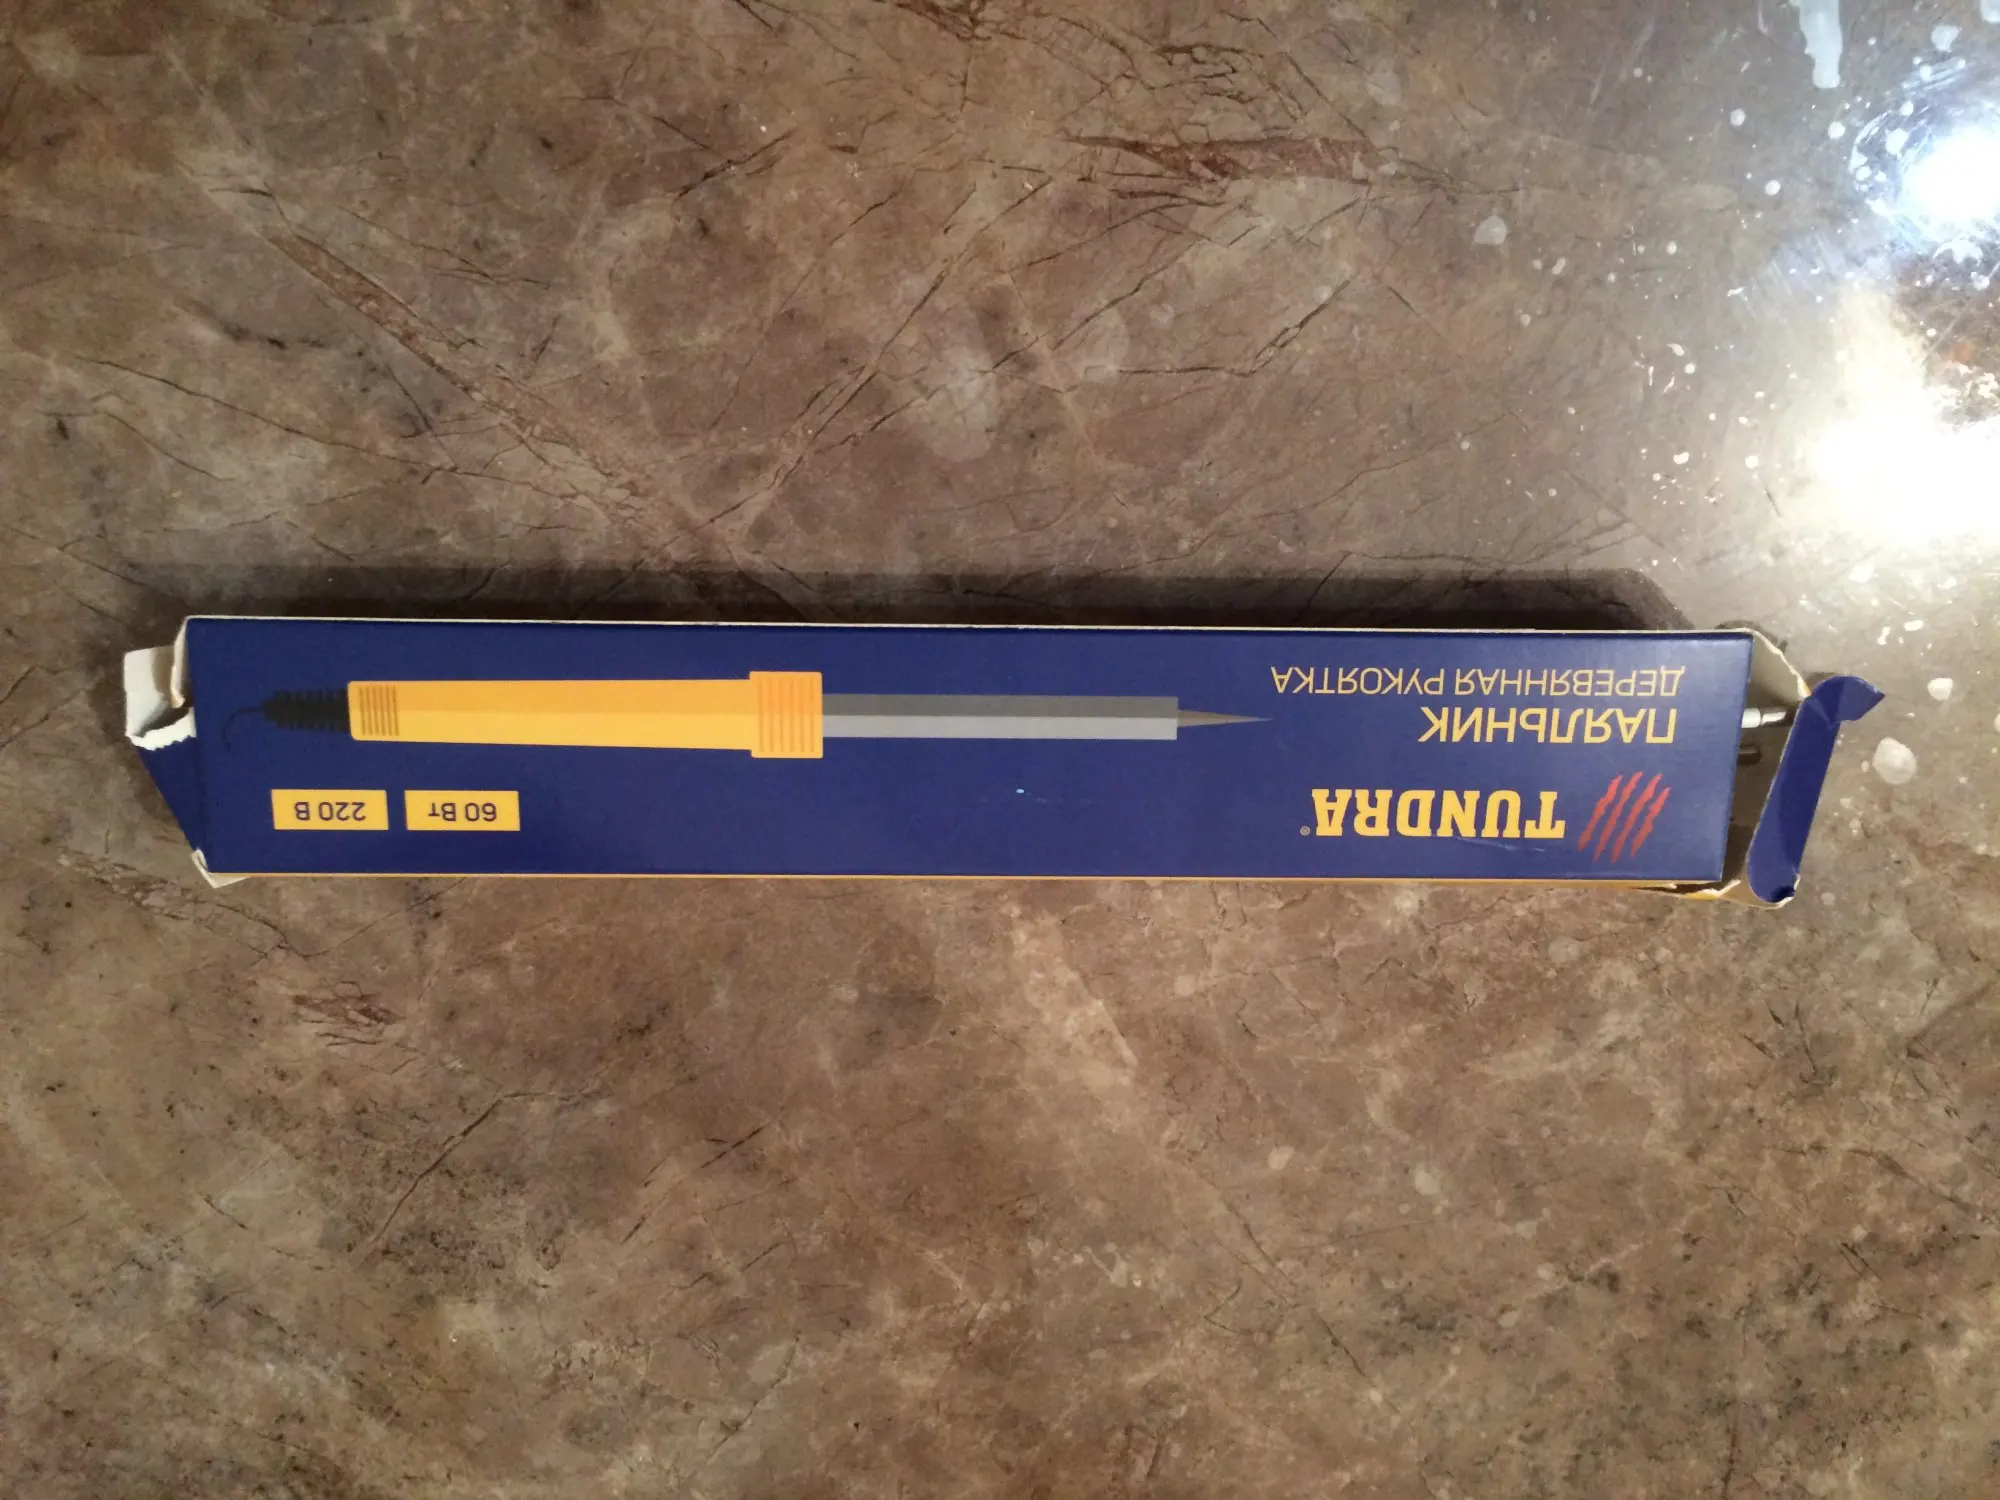 TUNDRA®
ПАЯЛЬНИК
ДЕРЕВЯННАЯ РУКОЯТКА
60 Вт
220 В